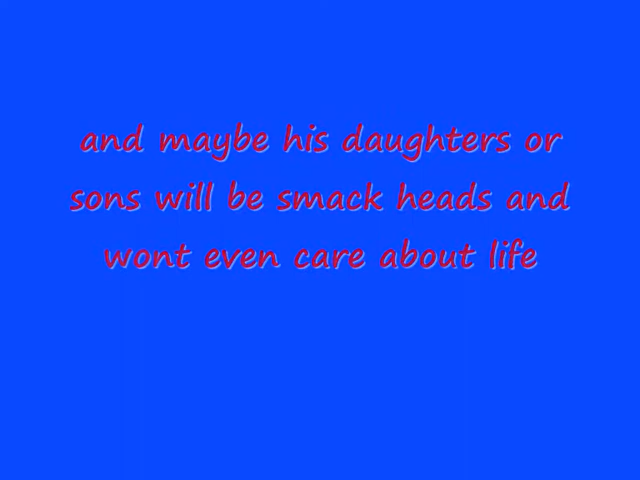 and maybe his daughters or
sons will be smack heads and
wont even care about life